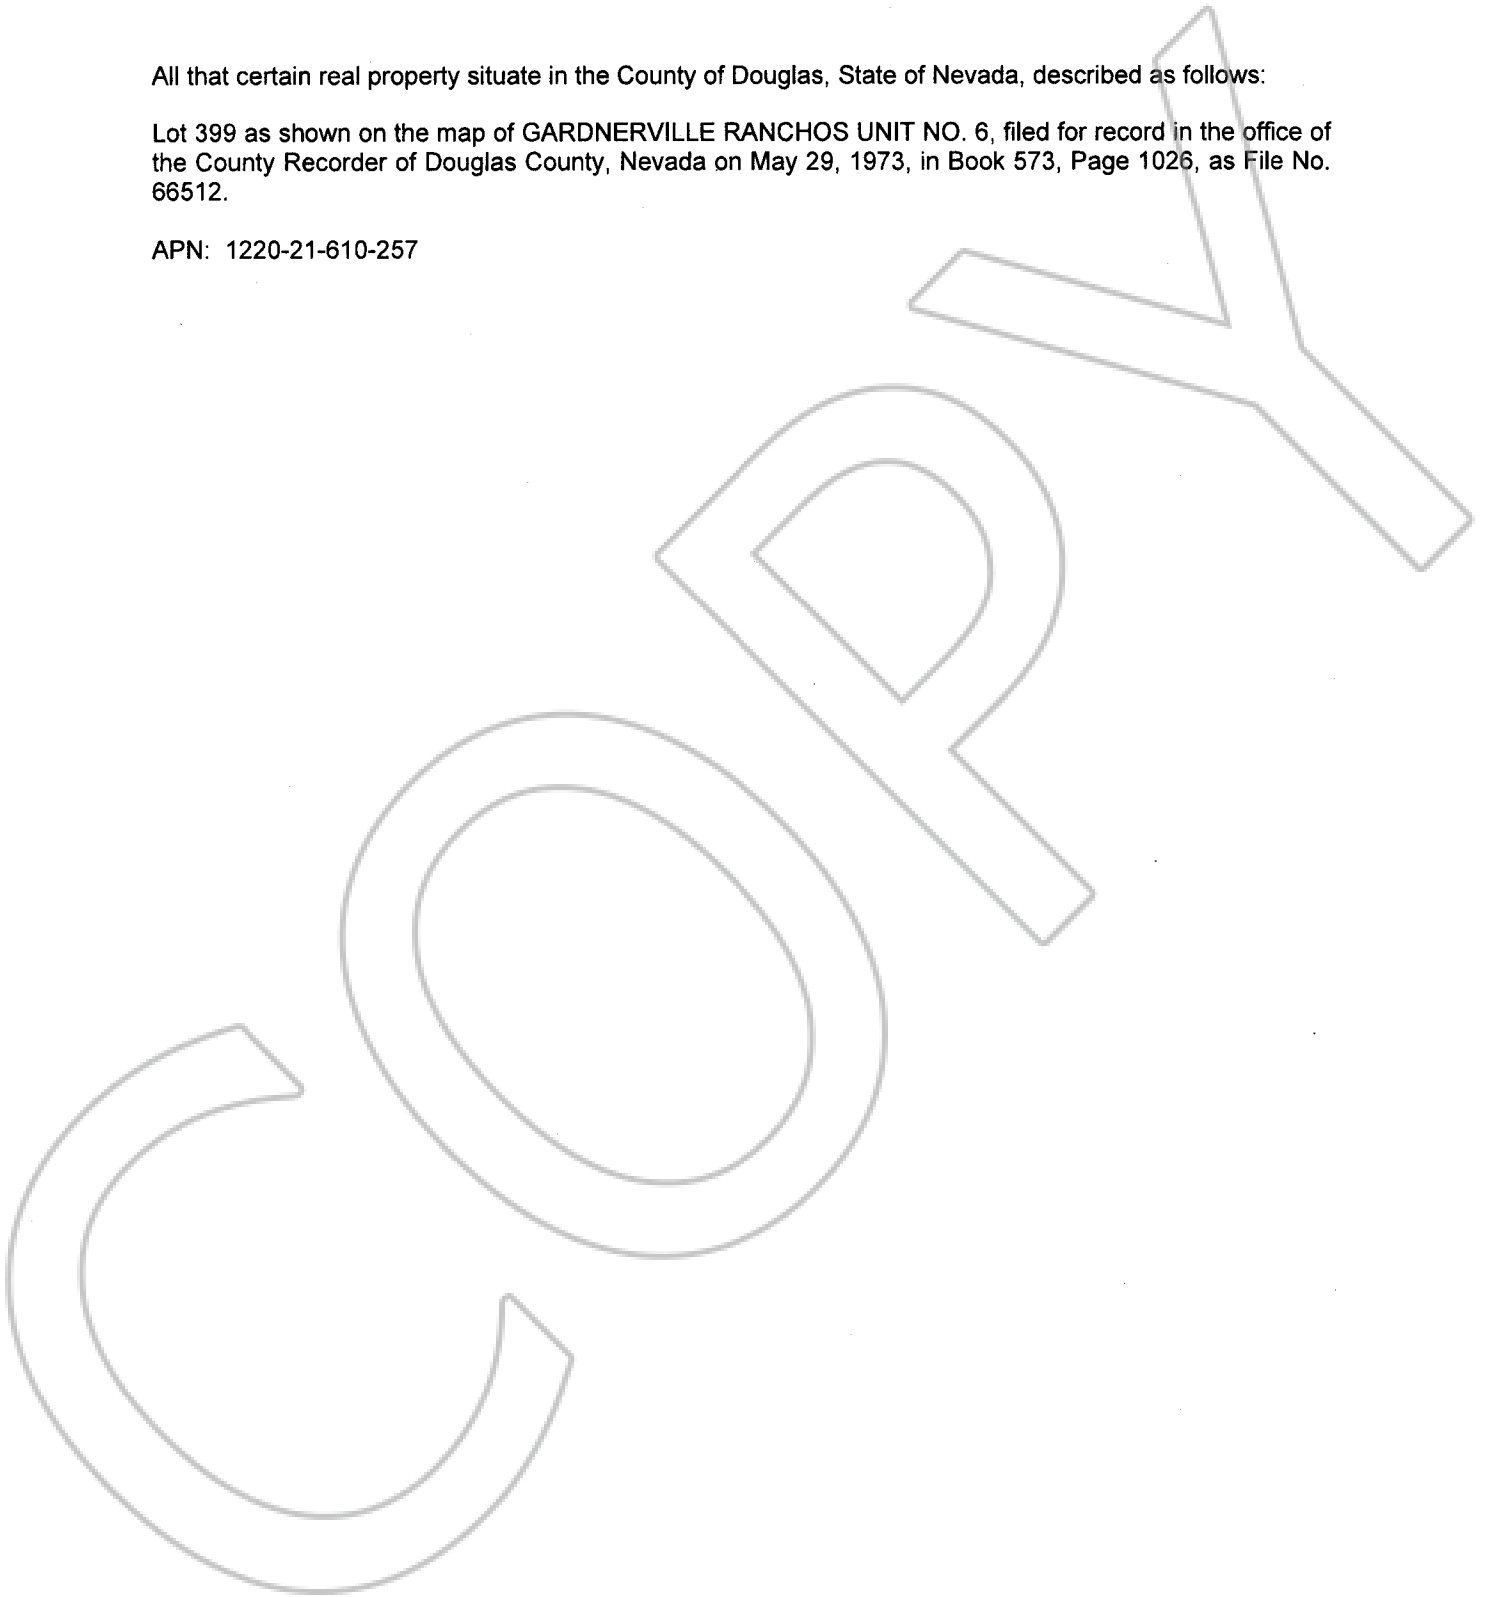 All that certain real property situate in the County of Douglas, State of Nevada, described as follows:
Lot 399 as shown on the map of GARDNERVILLE RANCHOS UNIT NO. 6, filed for record in the office of
the County Recorder of Douglas County, Nevada on May 29, 1973, in Book 573, Page 1026, as File No.
66512.
APN: 1220-21-610-257
COPY